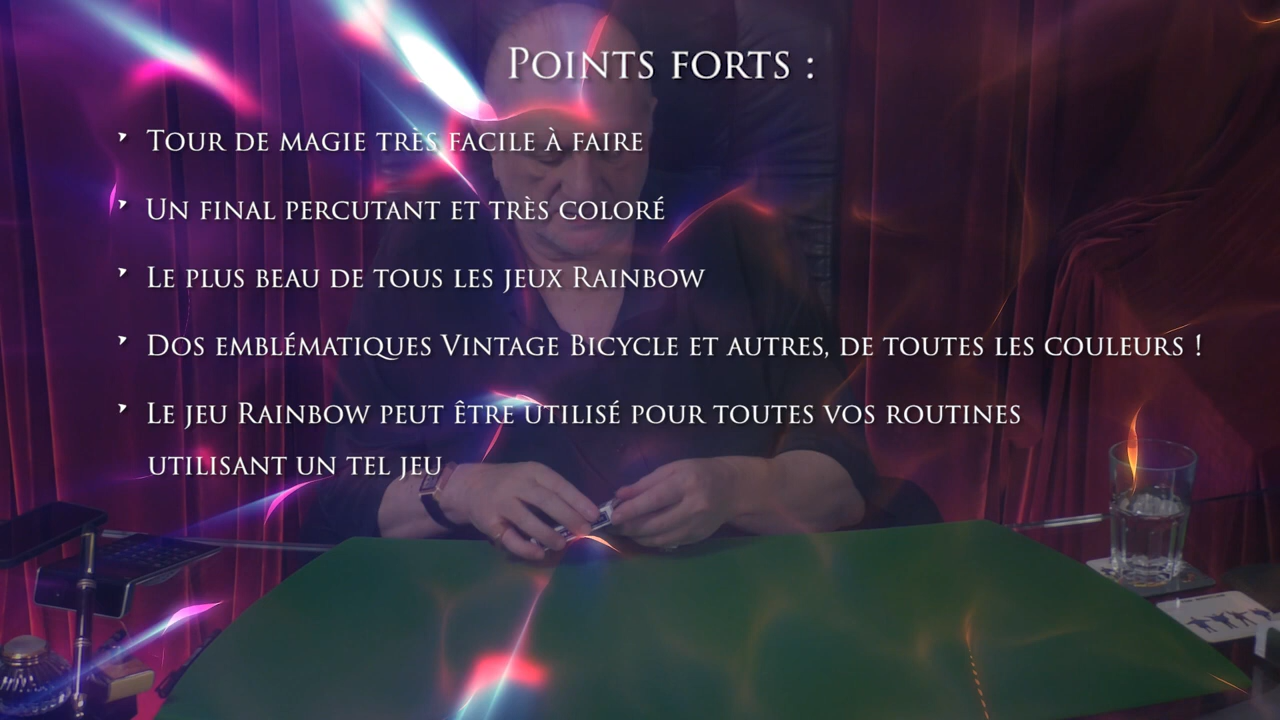 Points forts :
Tour de magie très facile à faire
Un final percutant et très coloré
Le plus beau de tous les jeux Rainbow
Dos emblématiques Vintage Bicycle et autres, de toutes les couleurs !
Le jeu Rainbow peut être utilisé pour toutes vos routines
utilisant un tel jeu